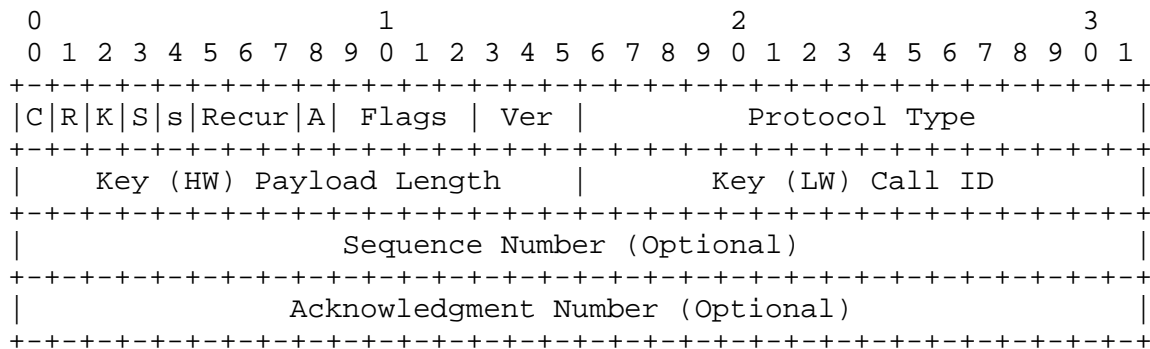 0                   1                   2                   3
 0 1 2 3 4 5 6 7 8 9 0 1 2 3 4 5 6 7 8 9 0 1 2 3 4 5 6 7 8 9 0 1
+-+-+-+-+-+-+-+-+-+-+-+-+-+-+-+-+-+-+-+-+-+-+-+-+-+-+-+-+-+-+-+-+
|C|R|K|S|s|Recur|A| Flags | Ver |         Protocol Type         |
+-+-+-+-+-+-+-+-+-+-+-+-+-+-+-+-+-+-+-+-+-+-+-+-+-+-+-+-+-+-+-+-+
|    Key (HW) Payload Length    |       Key (LW) Call ID        |
+-+-+-+-+-+-+-+-+-+-+-+-+-+-+-+-+-+-+-+-+-+-+-+-+-+-+-+-+-+-+-+-+
|                  Sequence Number (Optional)                   |
+-+-+-+-+-+-+-+-+-+-+-+-+-+-+-+-+-+-+-+-+-+-+-+-+-+-+-+-+-+-+-+-+
|               Acknowledgment Number (Optional)                |
+-+-+-+-+-+-+-+-+-+-+-+-+-+-+-+-+-+-+-+-+-+-+-+-+-+-+-+-+-+-+-+-+